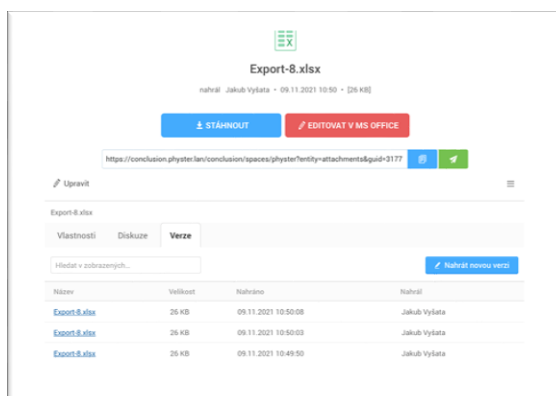 Export-8.xlsx
nahrál Jakub Vyšata • 09.11.2021 10:50 • [26 KB]
STÁHNOUT
EDITOVAT V MS OFFICE
https://conclusion.physter.lan/conclusion/spaces/physter?entity=attachments&guid=3177
Upravit
Export-8.xlsx
Vlastnosti Diskuze Verze
Hledat v zobrazených... Nahrát novou verzi
Název Velikost Nahráno Nahrál
Export-8.xlsx 26 KB 09.11.2021 10:50:08 Jakub Vyšata
Export-8.xlsx 26 KB 09.11.2021 10:50:03 Jakub Vyšata
Export-8.xlsx 26 KB 09.11.2021 10:49:50 Jakub Vyšata